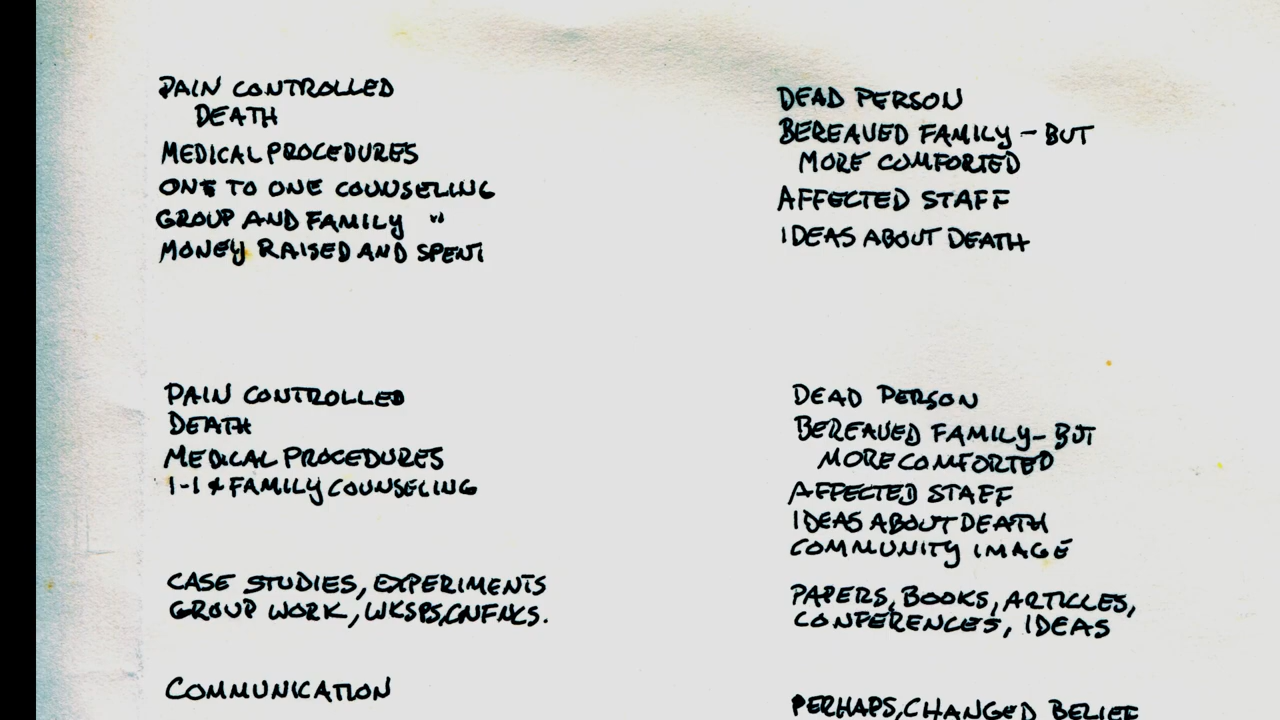 PAIN CONTROLLED
DEATH
MEDICAL PROCEDURES
ONE TO ONE COUNSELING
GROUP AND FAMILY "
MONEY RAISED AND SPENT
DEAD PERSON
BEREAVED FAMILY - BUT
MORE COMFORTED
AFFECTED STAFF
IDEAS ABOUT DEATH
PAIN CONTROLLED
DEATH
MEDICAL PROCEDURES
1-1 & FAMILY COUNSELING
CASE STUDIES, EXPERIMENTS
GROUP WORK, WKSPS, CNFNCS.
COMMUNICATION
DEAD PERSON
BEREAVED FAMILY - BUT
MORE COMFORTED
AFFECTED STAFF
IDEAS ABOUT DEATH
COMMUNITY IMAGE
PAPERS, BOOKS, ARTICLES,
CONFERENCES, IDEAS
PERHAPS, CHANGED BELIEF